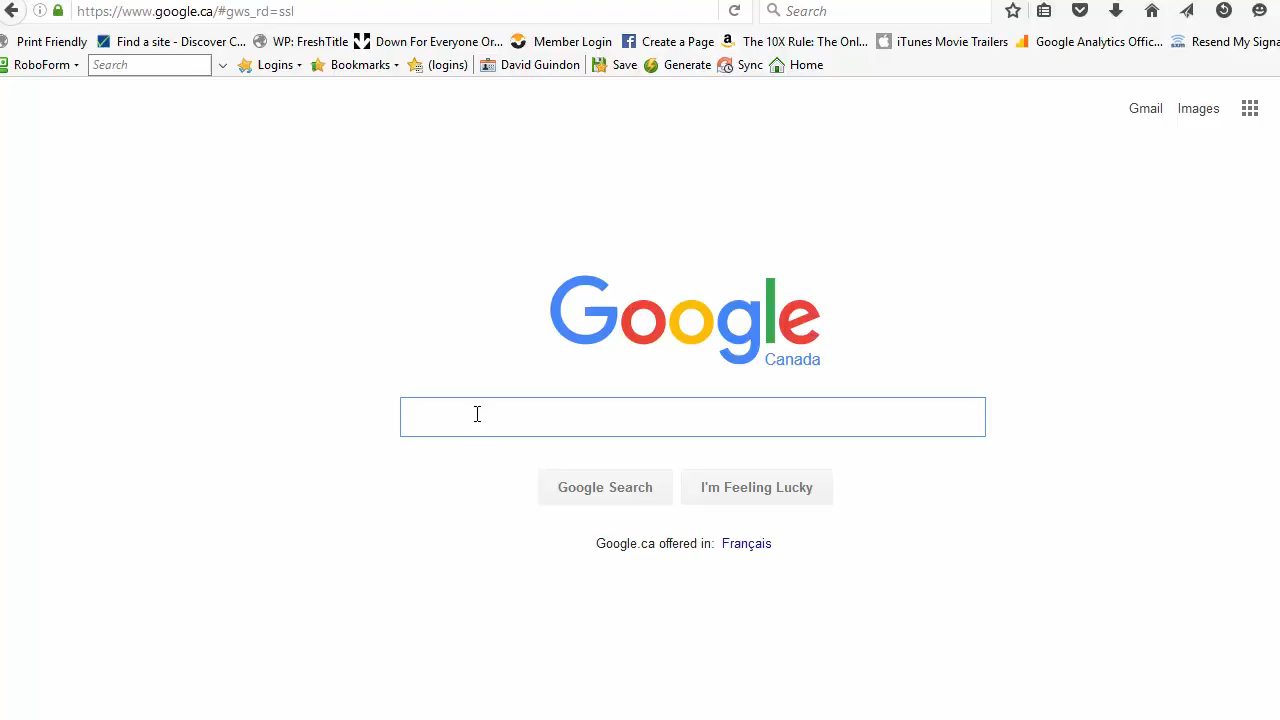 https://www.google.ca/#gws_rd=ssl Search
Print Friendly Find a site - Discover C... WP: FreshTitle Down For Everyone Or... Member Login Create a Page The 10X Rule: The Onl... iTunes Movie Trailers Google Analytics Offic... Resend My Signa
RoboForm Search Logins Bookmarks (logins) David Guindon Save Generate Sync Home
Gmail Images
Google
Canada
Google Search I'm Feeling Lucky
Google.ca offered in: Français